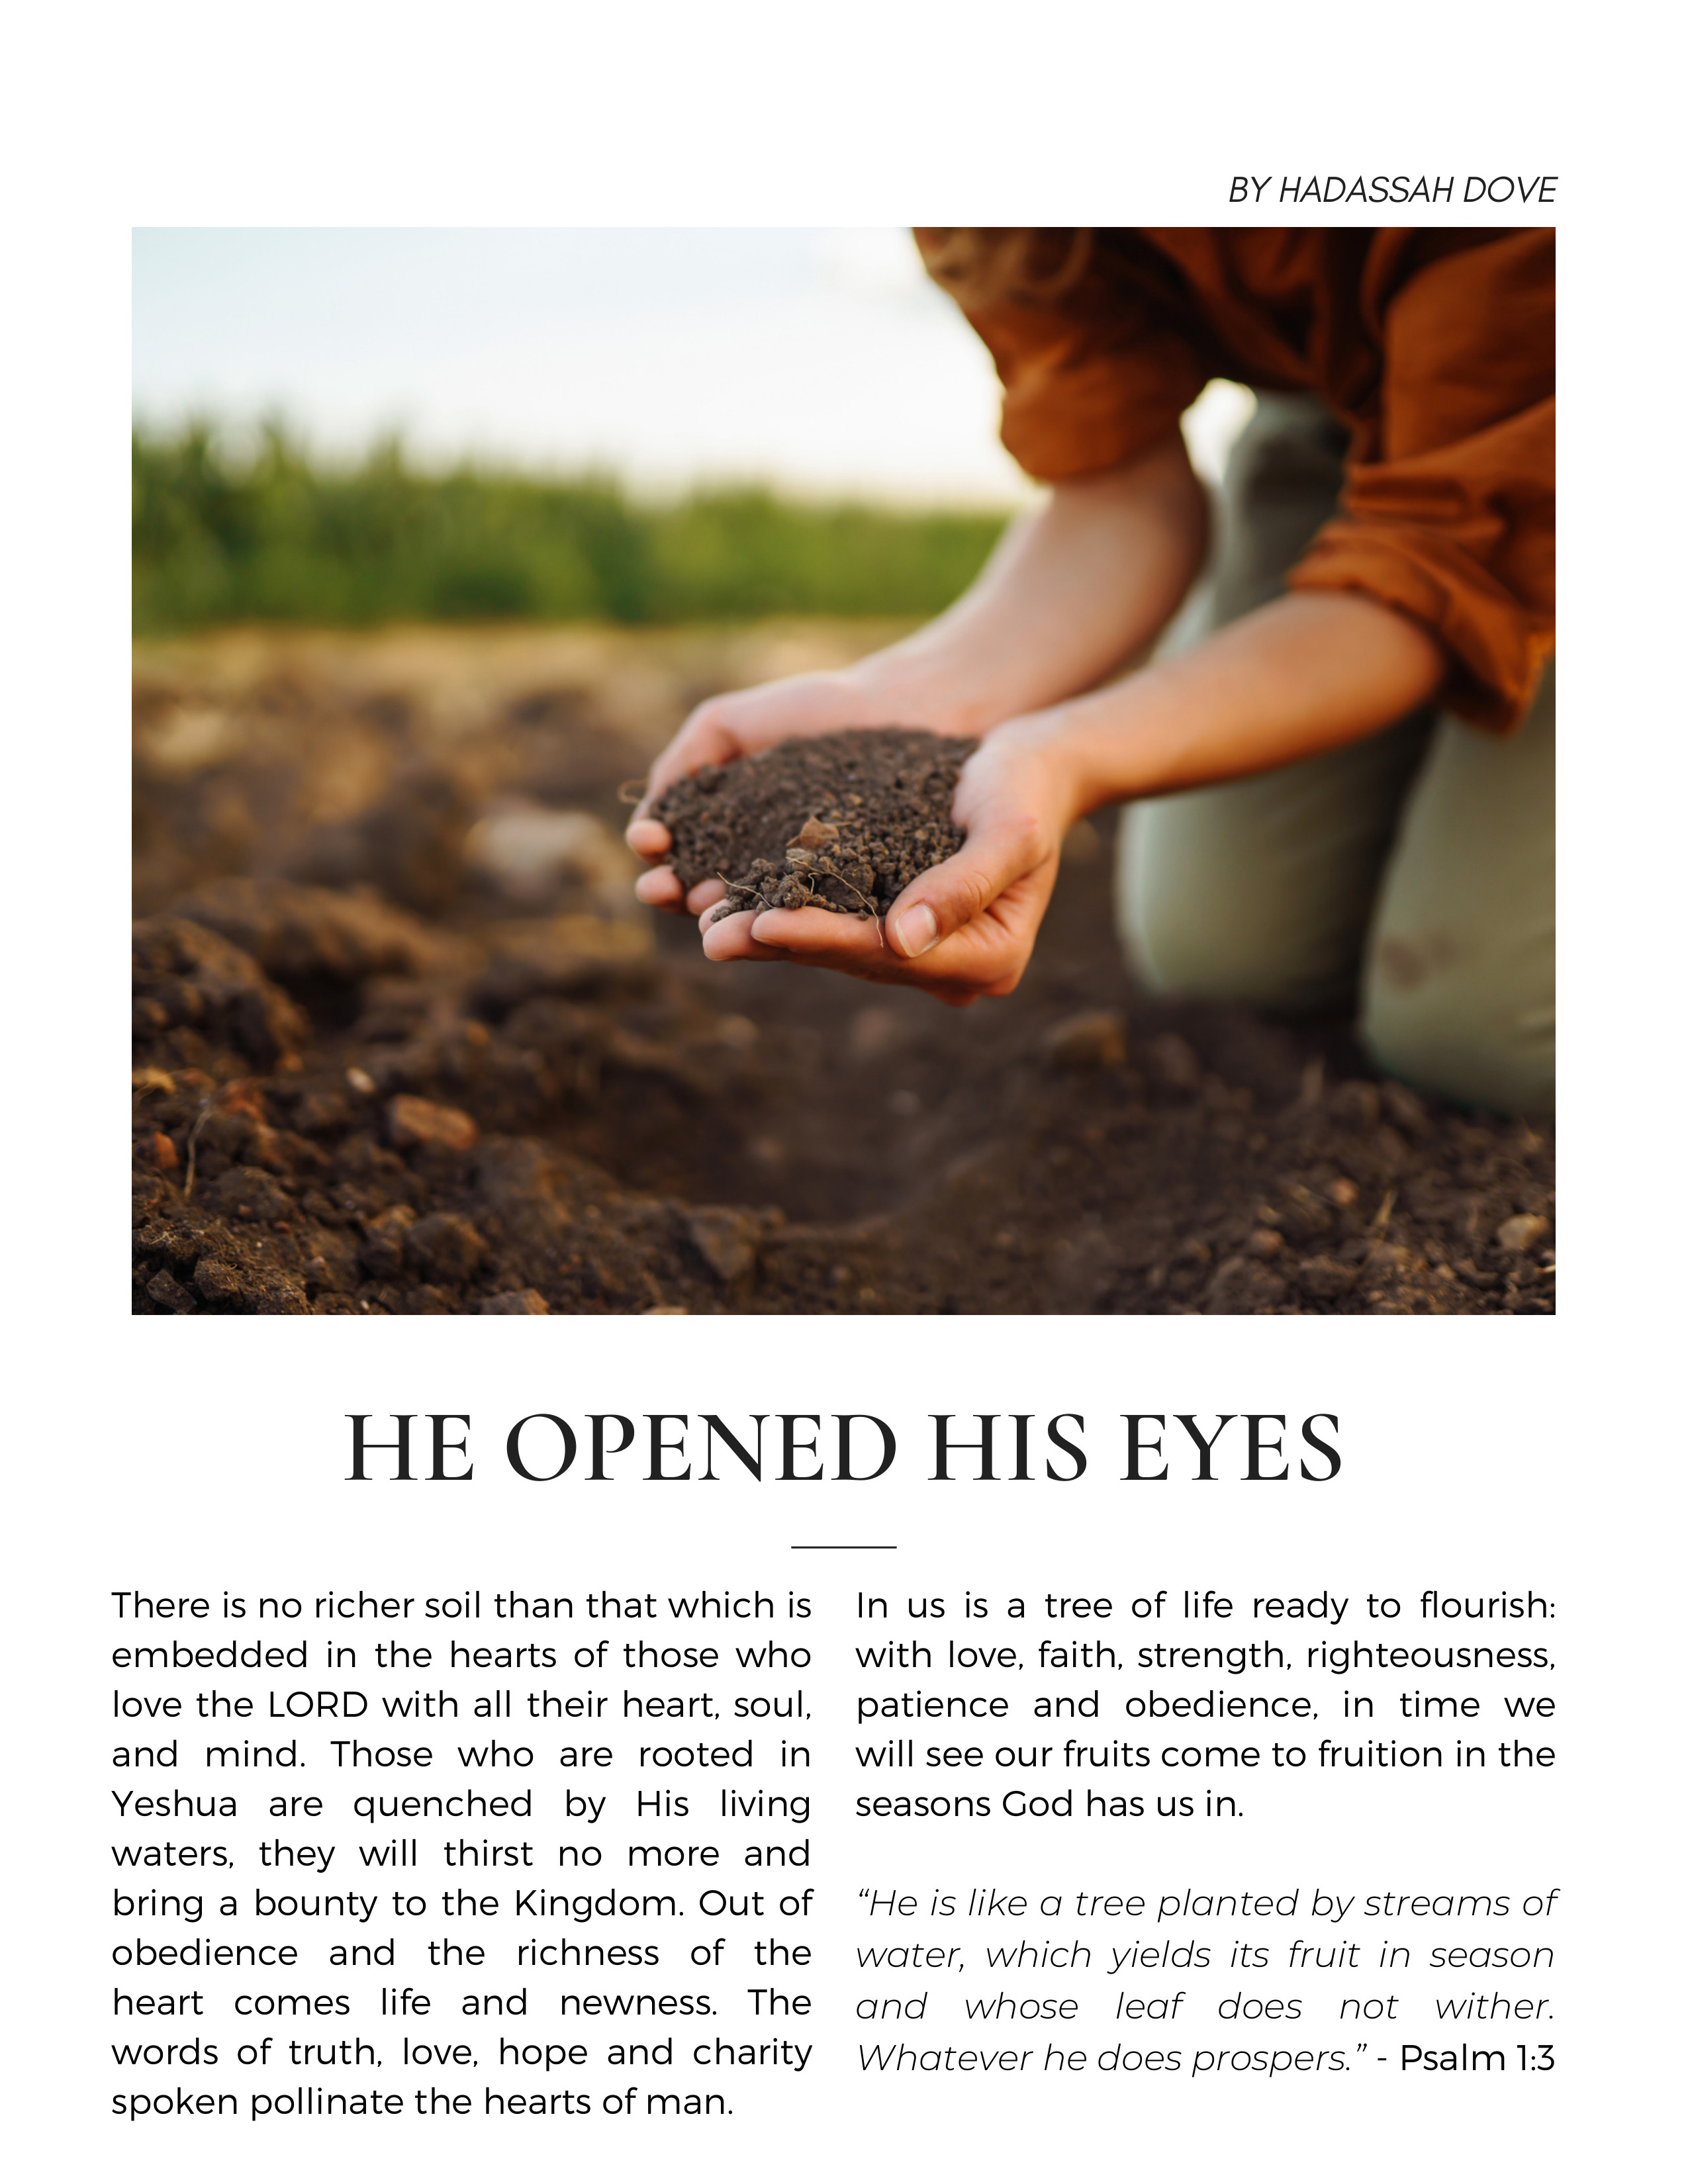 BY HADASSAH DOVE
HE OPENED HIS EYES
There is no richer soil than that which is
embedded in the hearts of those who
love the LORD with all their heart, soul,
and mind. Those who are rooted in
Yeshua are quenched by His living
waters, they will thirst no more and
bring a bounty to the Kingdom. Out of
obedience and the richness of the
heart comes life and newness. The
words of truth, love, hope and charity
spoken pollinate the hearts of man.
In us is a tree of life ready to flourish:
with love, faith, strength, righteousness,
patience and obedience, in time we
will see our fruits come to fruition in the
seasons God has us in.
“He is like a tree planted by streams of
water, which yields its fruit in season
and whose leaf does not wither.
Whatever he does prospers.” - Psalm 1:3